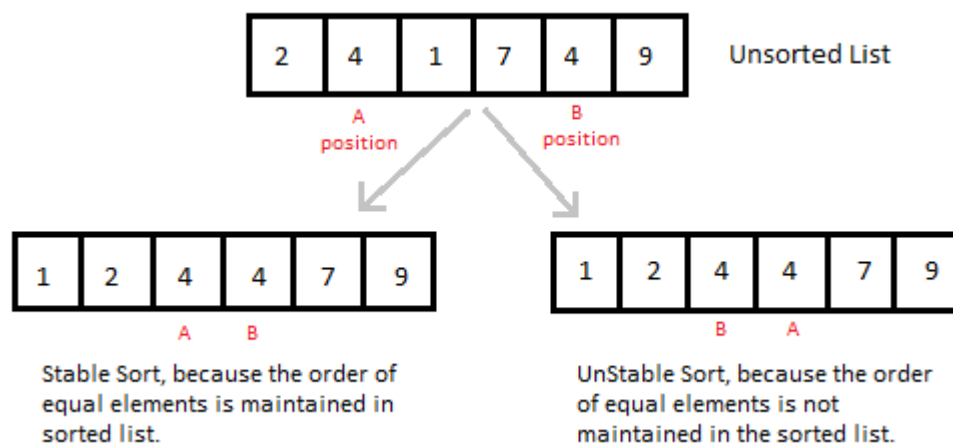 2 4 1 7 4 9 Unsorted List
A B
position position
1 2 4 4 7 9
A B
Stable Sort, because the order of
equal elements is maintained in
sorted list.
1 2 4 4 7 9
B A
UnStable Sort, because the order
of equal elements is not
maintained in the sorted list.